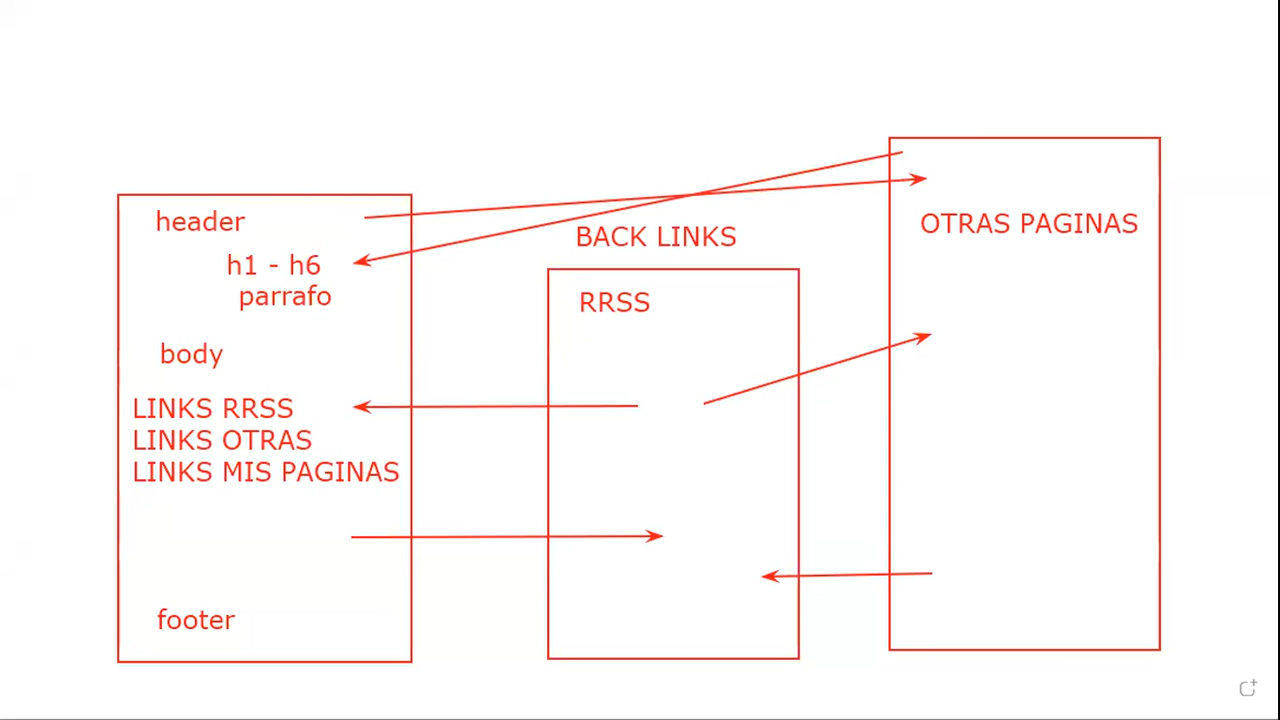 header
h1 - h6
parrafo
body
LINKS RRSS
LINKS OTRAS
LINKS MIS PAGINAS
footer
BACK LINKS
RRSS
OTRAS PAGINAS